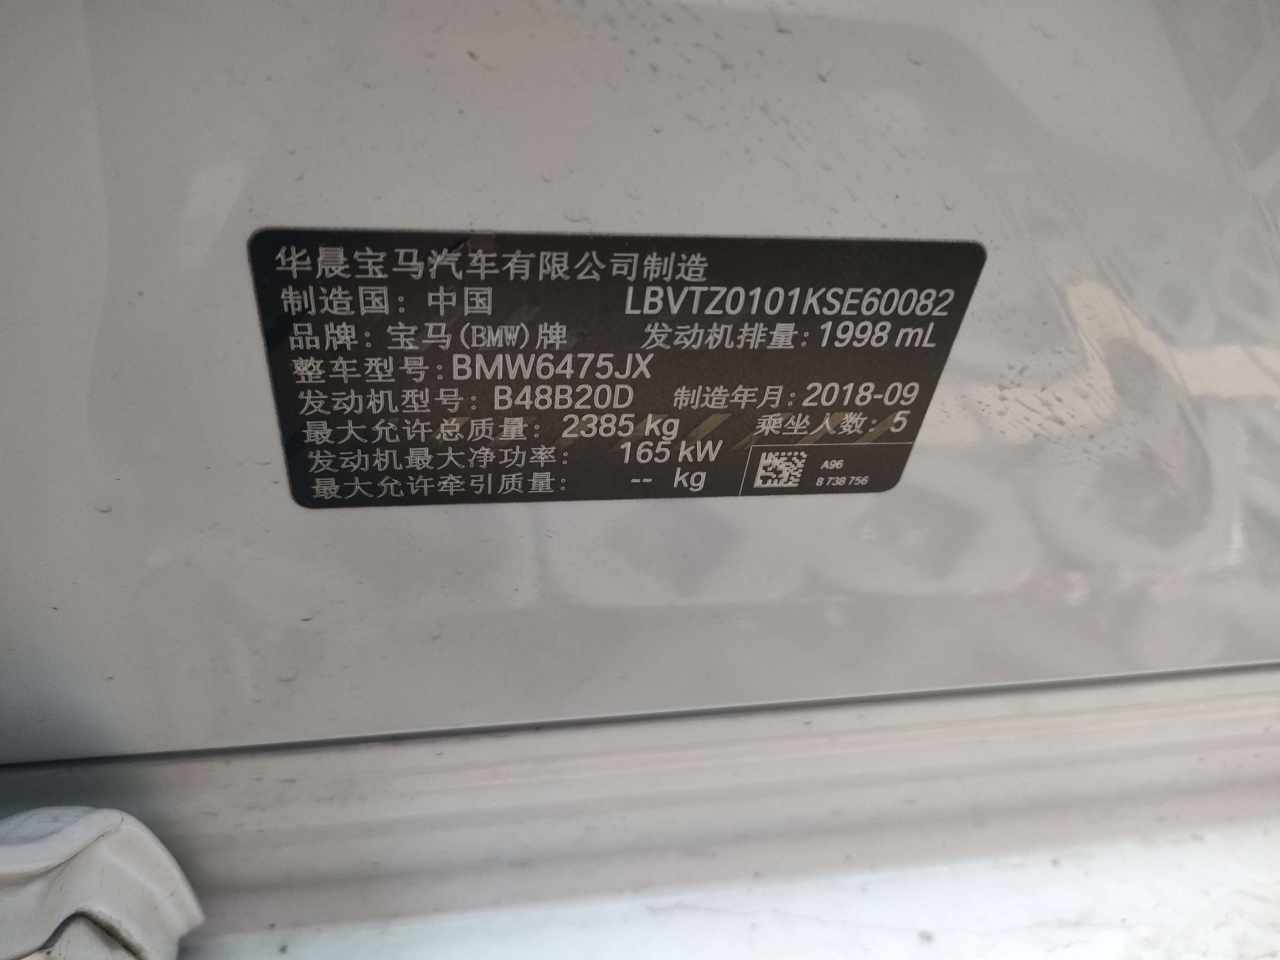 华晨宝马汽车有限公司制造
制造国: 中国 LBVTZ0101KSE60082
品牌: 宝马(BMW)牌 发动机排量: 1998 mL
整车型号: BMW6475JX
发动机型号: B48B20D 制造年月: 2018-09
最大允许总质量: 2385 kg 乘坐人数: 5
发动机最大净功率: 165 kW
最大允许牵引质量: -- kg
A96
8 738 756